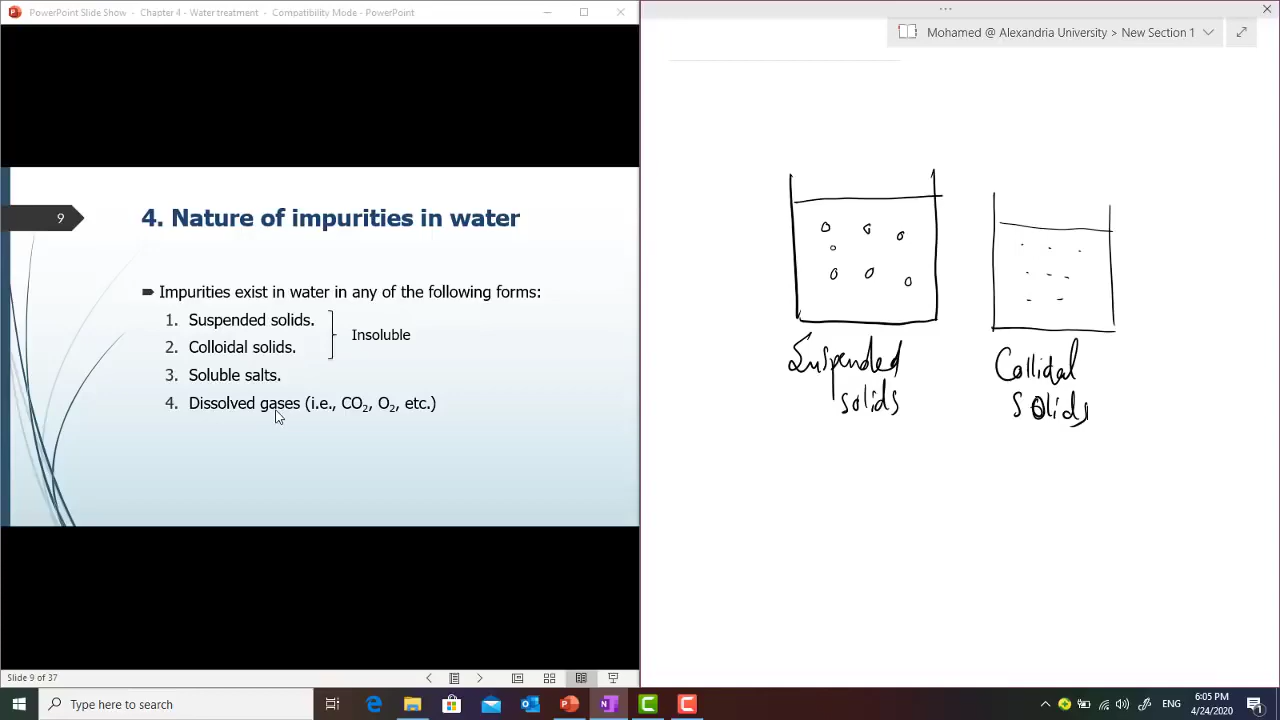 PowerPoint Slide Show - Chapter 4 - Water treatment - Compatibility Mode - PowerPoint
Mohamed @ Alexandria University > New Section 1
9
4. Nature of impurities in water
Impurities exist in water in any of the following forms:
1. Suspended solids.
2. Colloidal solids.
Insoluble
3. Soluble salts.
4. Dissolved gases (i.e., CO₂, O₂, etc.)
Suspended
solids
Collidal
Solids
Slide 9 of 37
Type here to search
ENG
6:05 PM
4/24/2020